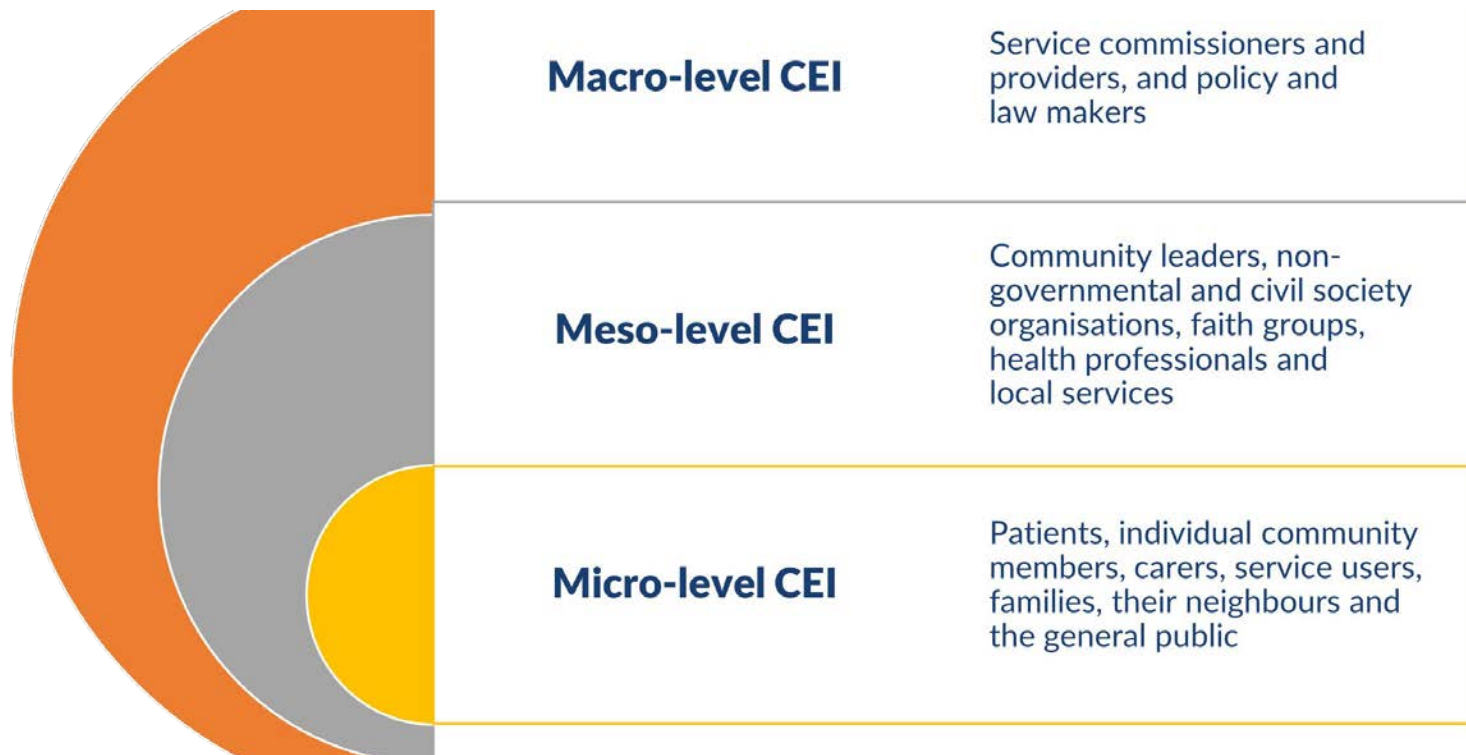 Macro-level CEI
Service commissioners and
providers, and policy and
law makers
Meso-level CEI
Community leaders, non-
governmental and civil society
organisations, faith groups,
health professionals and
local services
Micro-level CEI
Patients, individual community
members, carers, service users,
families, their neighbours and
the general public